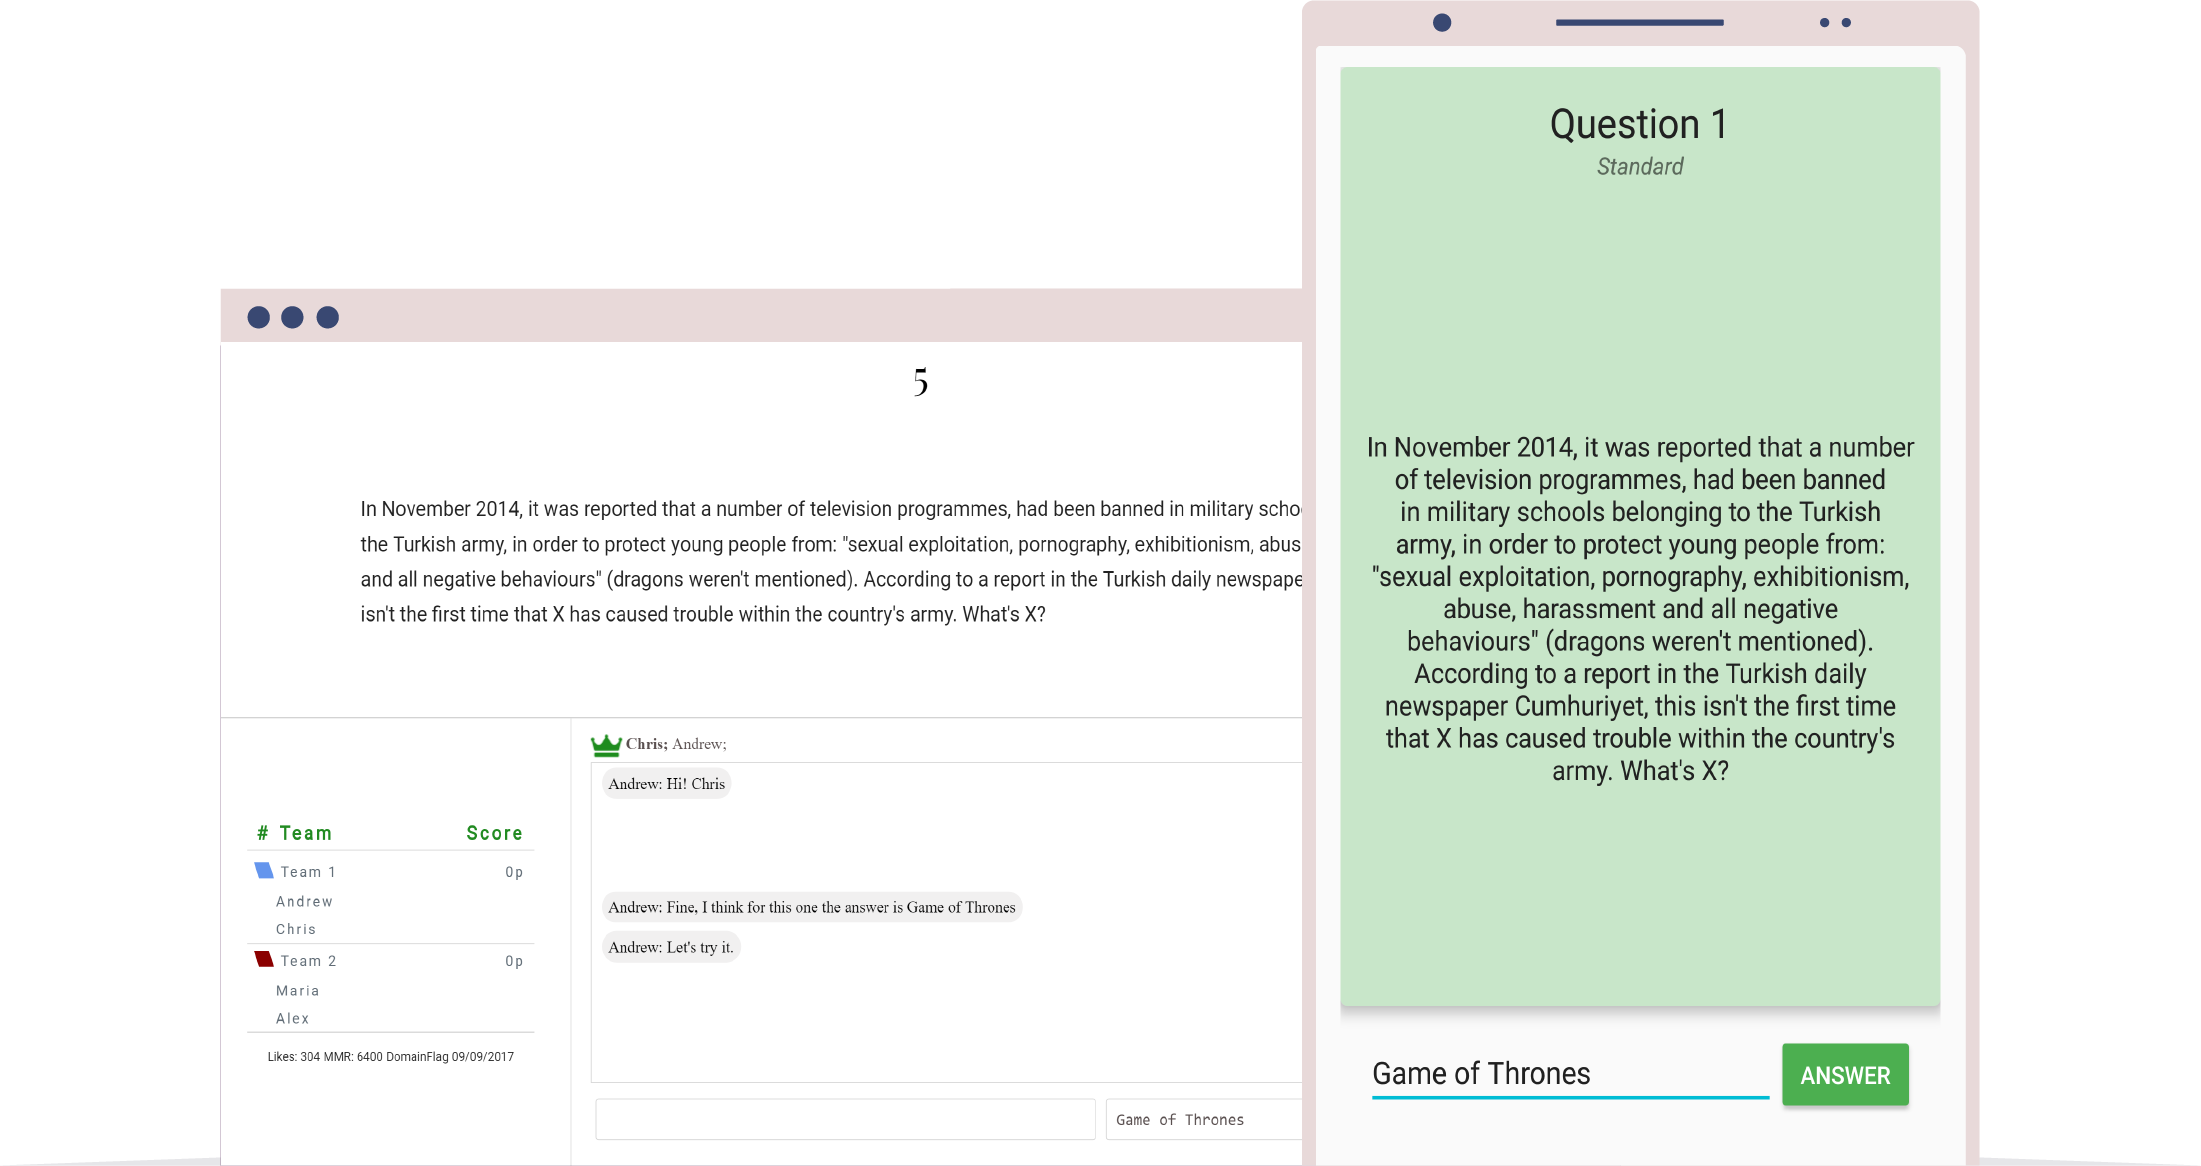 5
In November 2014, it was reported that a number of television programmes, had been banned in military
the Turkish army, in order to protect young people from: "sexual exploitation, pornography, exhibitionism,
and all negative behaviours" (dragons weren't mentioned). According to a report in the Turkish daily
isn't the first time that X has caused trouble within the country's army. What's X?
# Team Score
Team 1 0p
Andrew
Chris
Team 2 0p
Maria
Alex
Likes: 304 MMR: 6400 DomainFlag 09/09/2017
Chris; Andrew;
Andrew: Hi! Chris
Andrew: Fine, I think for this one the answer is Game of Thrones
Andrew: Let's try it.
Game of Thrones
Question 1
Standard
In November 2014, it was reported that a number
of television programmes, had been banned
in military schools belonging to the Turkish
army, in order to protect young people from:
"sexual exploitation, pornography, exhibitionism,
abuse, harassment and all negative
behaviours" (dragons weren't mentioned).
According to a report in the Turkish daily
newspaper Cumhuriyet, this isn't the first time
that X has caused trouble within the country's
army. What's X?
Game of Thrones
ANSWER